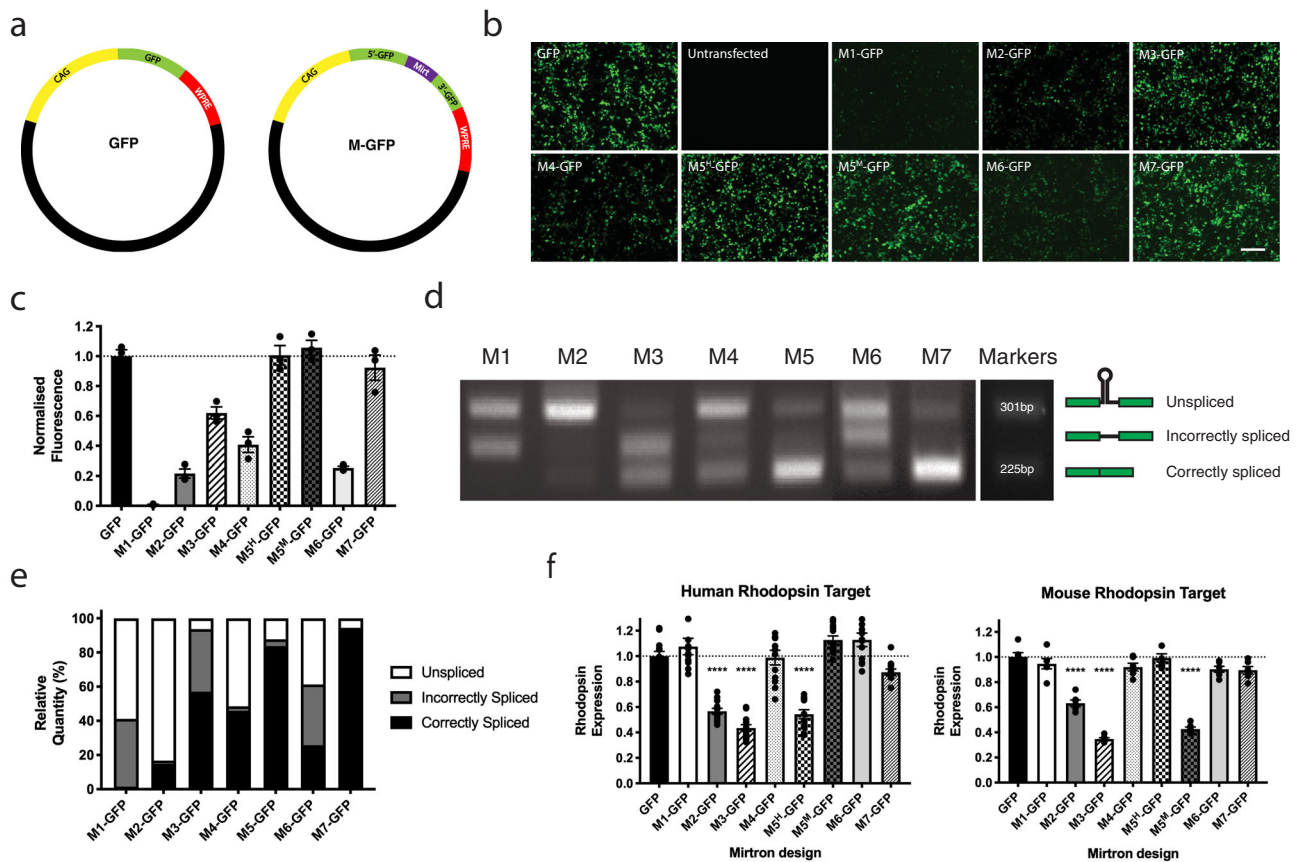 a
CAG
GFP
WPRE
GFP
CAG
5'-GFP
Mirt
3'-GFP
WPRE
M-GFP
b
GFP
Untransfected
M1-GFP
M2-GFP
M3-GFP
M4-GFP
M5ᴴ-GFP
M5ᴹ-GFP
M6-GFP
M7-GFP
c
Normalised
Fluorescence
1.2
1.0
0.8
0.6
0.4
0.2
0.0
GFP
M1-GFP
M2-GFP
M3-GFP
M4-GFP
M5ᴴ-GFP
M5ᴹ-GFP
M6-GFP
M7-GFP
d
M1 M2 M3 M4 M5 M6 M7 Markers
301bp
225bp
Unspliced
Incorrectly spliced
Correctly spliced
e
Relative
Quantity (%)
100
80
60
40
20
0
M1-GFP
M2-GFP
M3-GFP
M4-GFP
M5-GFP
M6-GFP
M7-GFP
Unspliced
Incorrectly Spliced
Correctly Spliced
f
Human Rhodopsin Target
Rhodopsin
Expression
1.2
1.0
0.8
0.6
0.4
0.2
0.0
**** **** ****
GFP
M1-GFP
M2-GFP
M3-GFP
M4-GFP
M5ᴴ-GFP
M5ᴹ-GFP
M6-GFP
M7-GFP
Mirtron design
Mouse Rhodopsin Target
Rhodopsin
Expression
1.2
1.0
0.8
0.6
0.4
0.2
0.0
**** **** ****
GFP
M1-GFP
M2-GFP
M3-GFP
M4-GFP
M5ᴴ-GFP
M5ᴹ-GFP
M6-GFP
M7-GFP
Mirtron design